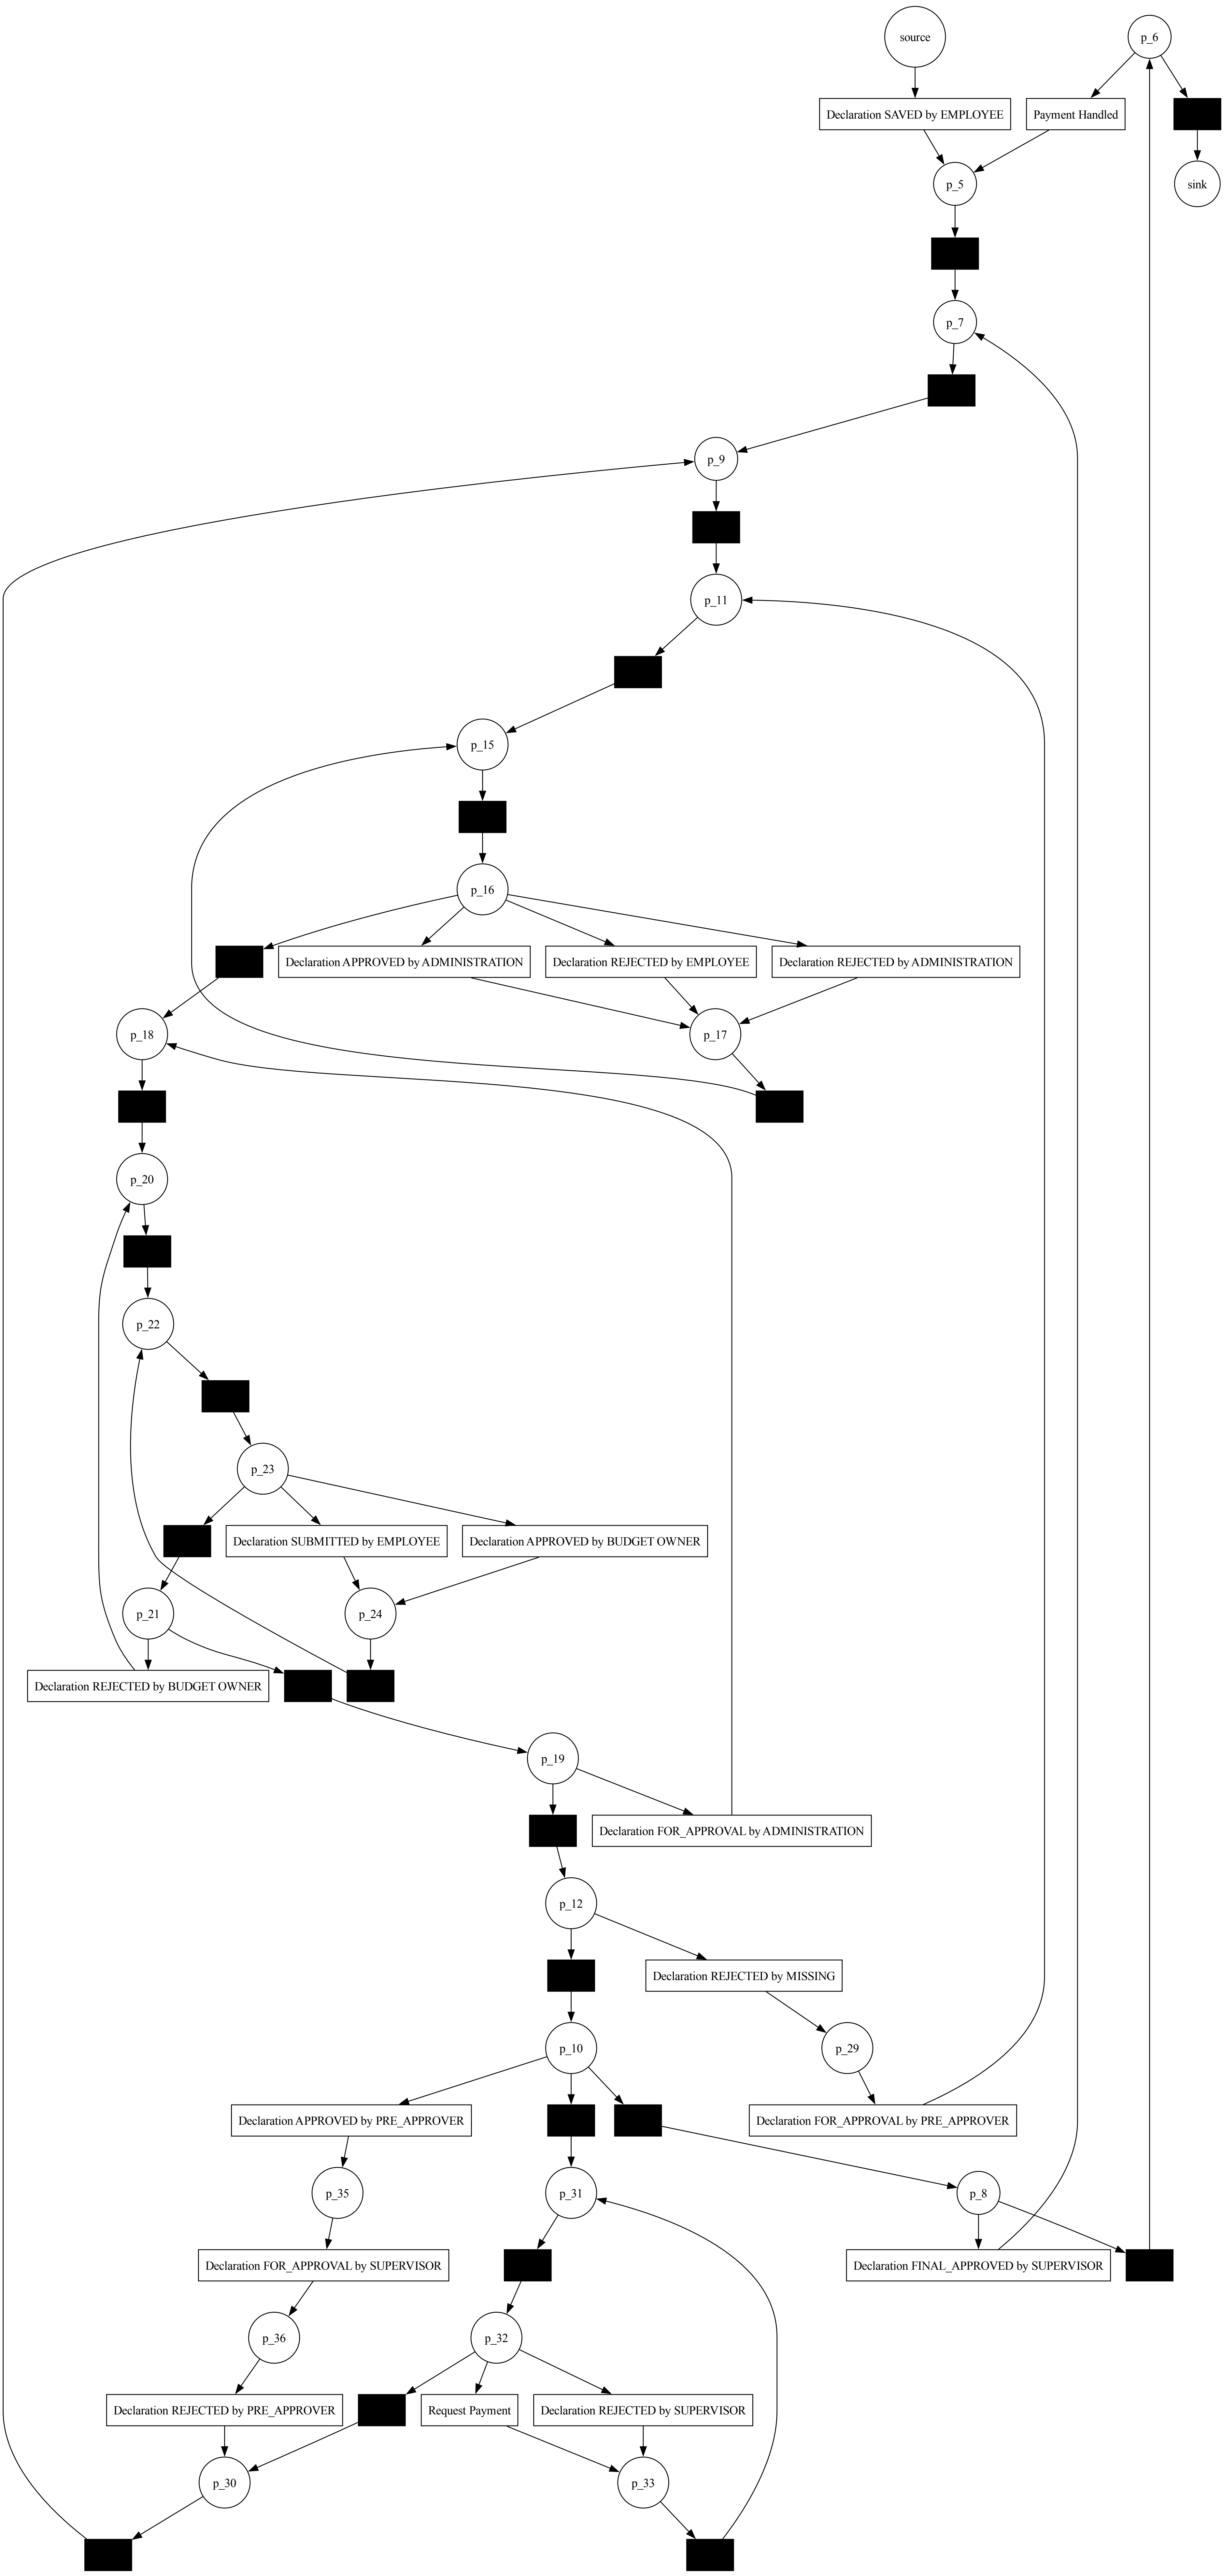 source
p_6
Declaration SAVED by EMPLOYEE
Payment Handled
p_5
sink
p_7
p_9
p_11
p_15
p_16
Declaration APPROVED by ADMINISTRATION
Declaration REJECTED by EMPLOYEE
Declaration REJECTED by ADMINISTRATION
p_18
p_17
p_20
p_22
p_23
Declaration SUBMITTED by EMPLOYEE
Declaration APPROVED by BUDGET OWNER
p_21
p_24
Declaration REJECTED by BUDGET OWNER
p_19
Declaration FOR_APPROVAL by ADMINISTRATION
p_12
Declaration REJECTED by MISSING
p_10
p_29
Declaration APPROVED by PRE_APPROVER
Declaration FOR_APPROVAL by PRE_APPROVER
p_35
p_31
p_8
Declaration FOR_APPROVAL by SUPERVISOR
Declaration FINAL_APPROVED by SUPERVISOR
p_36
p_32
Declaration REJECTED by PRE_APPROVER
Request Payment
Declaration REJECTED by SUPERVISOR
p_30
p_33